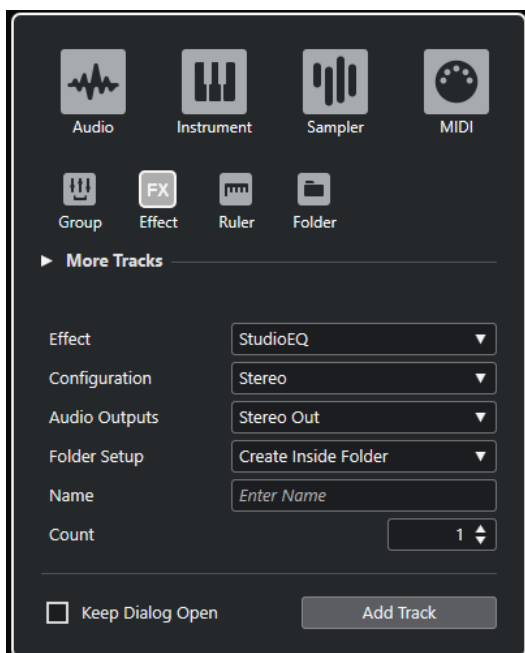 Audio Instrument Sampler MIDI
FX
Group Effect Ruler Folder
More Tracks
Effect StudioEQ
Configuration Stereo
Audio Outputs Stereo Out
Folder Setup Create Inside Folder
Name Enter Name
Count 1
Keep Dialog Open Add Track